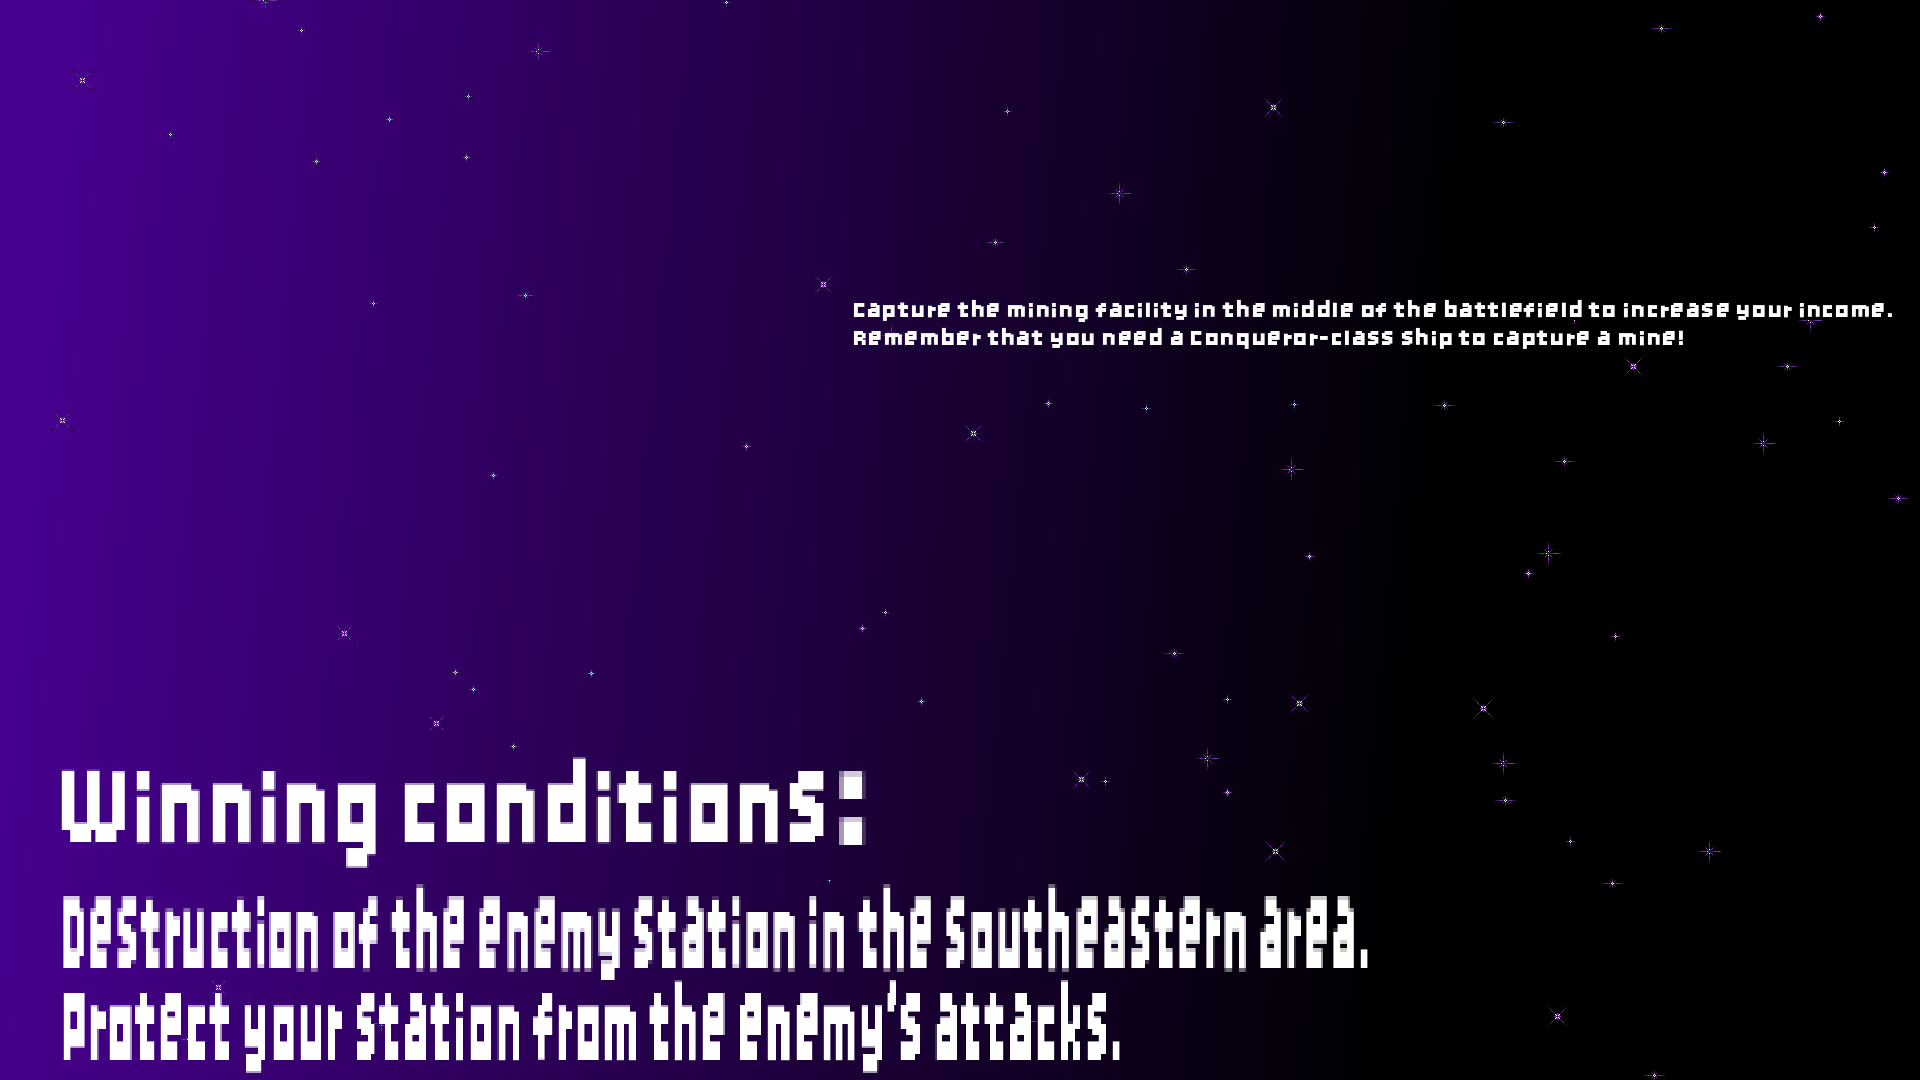 Capture the mining facility in the middle of the battlefield to increase your income.
Remember that you need a Conqueror-class ship to capture a mine!
Winning conditions:
Destruction of the enemy station in the Southeastern area.
Protect your station from the enemy's attacks.